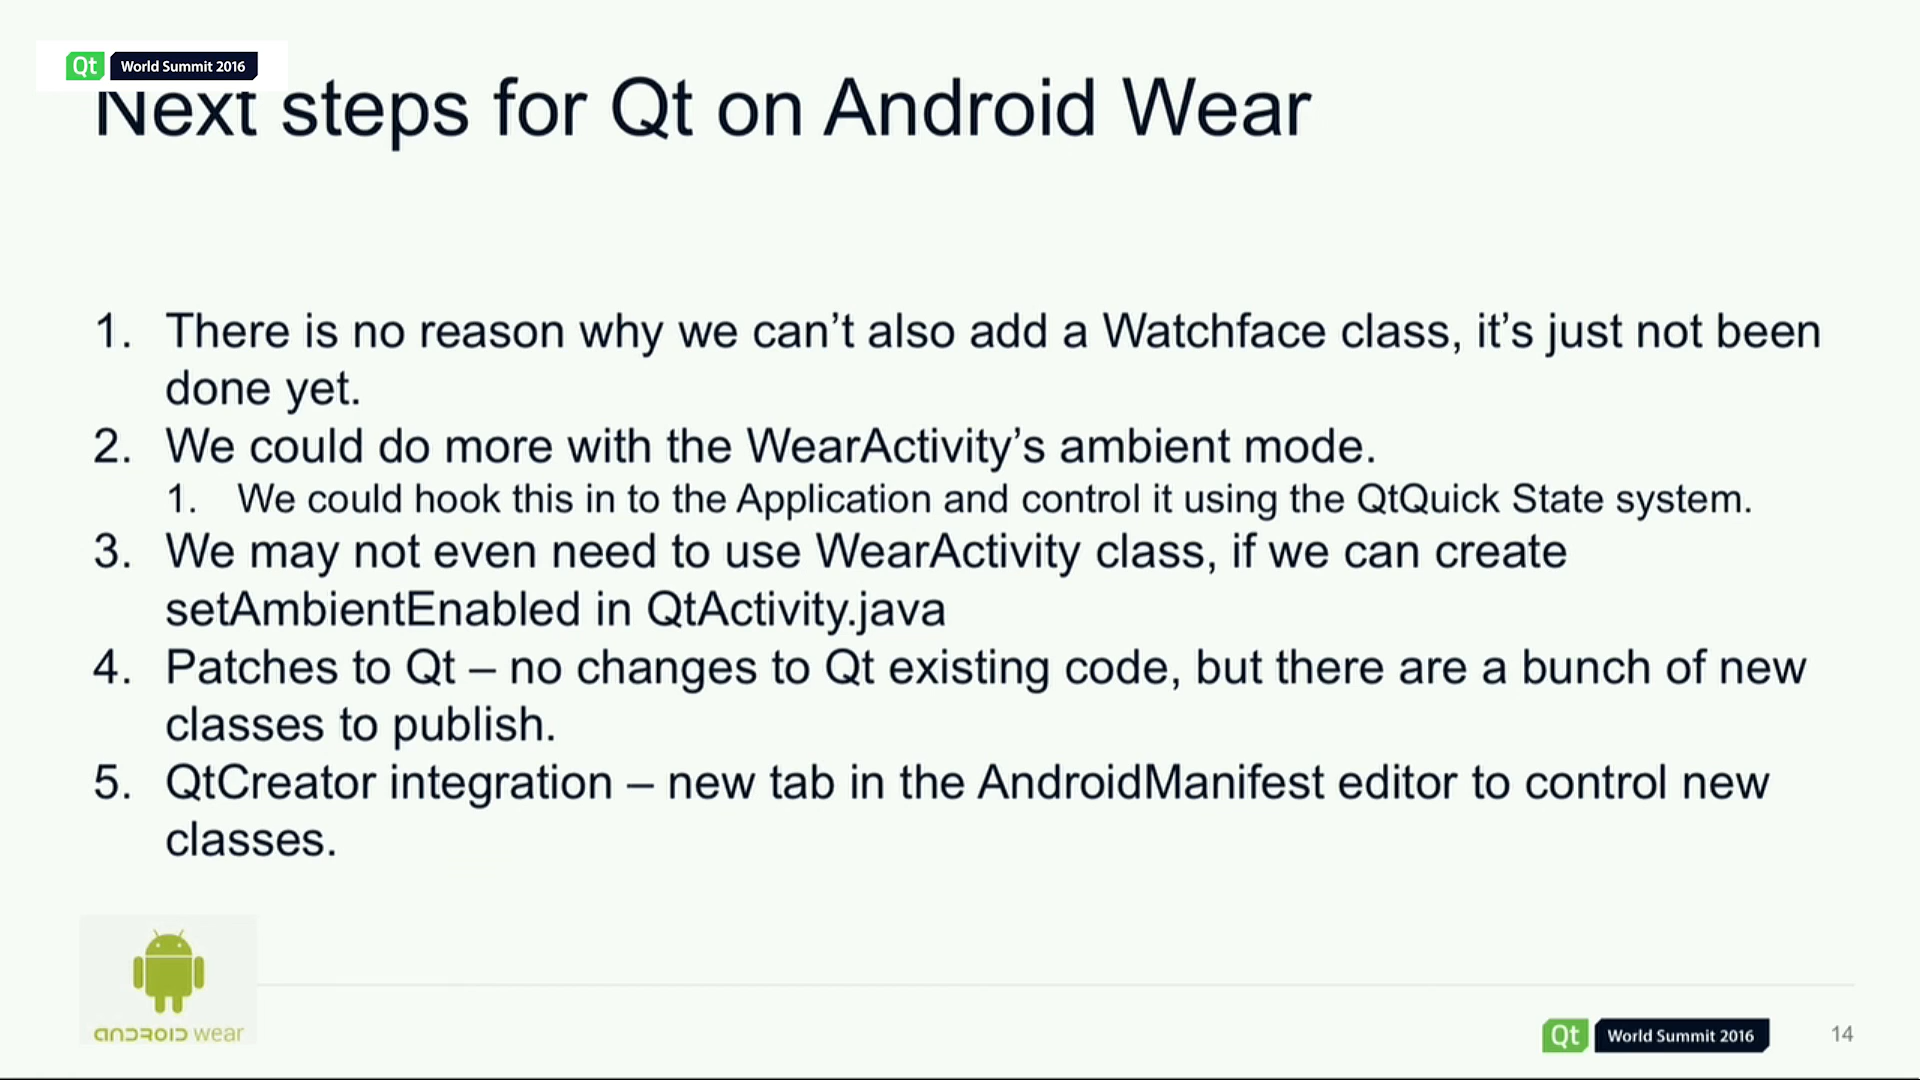 Qt World Summit 2016
Next steps for Qt on Android Wear
1. There is no reason why we can’t also add a Watchface class, it’s just not been
done yet.
2. We could do more with the WearActivity’s ambient mode.
1. We could hook this in to the Application and control it using the QtQuick State system.
3. We may not even need to use WearActivity class, if we can create
setAmbientEnabled in QtActivity.java
4. Patches to Qt – no changes to Qt existing code, but there are a bunch of new
classes to publish.
5. QtCreator integration – new tab in the AndroidManifest editor to control new
classes.
android wear
Qt World Summit 2016
14